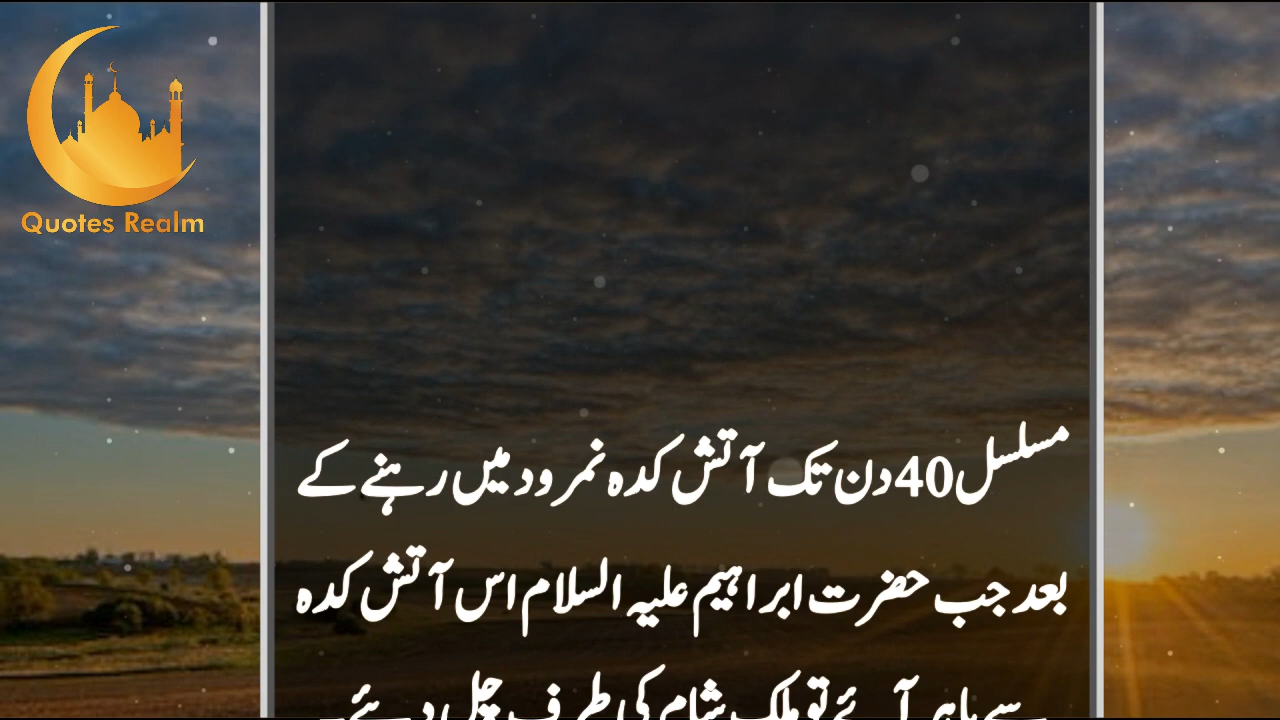 Quotes Realm
مسلسل 40 دن تک آتش کدہ نمرود میں رہنے کے
بعد جب حضرت ابراہیم علیہ السلام اس آتش کدہ
سے باہر آئے تو ملک شام کی طرف چل دیئے۔